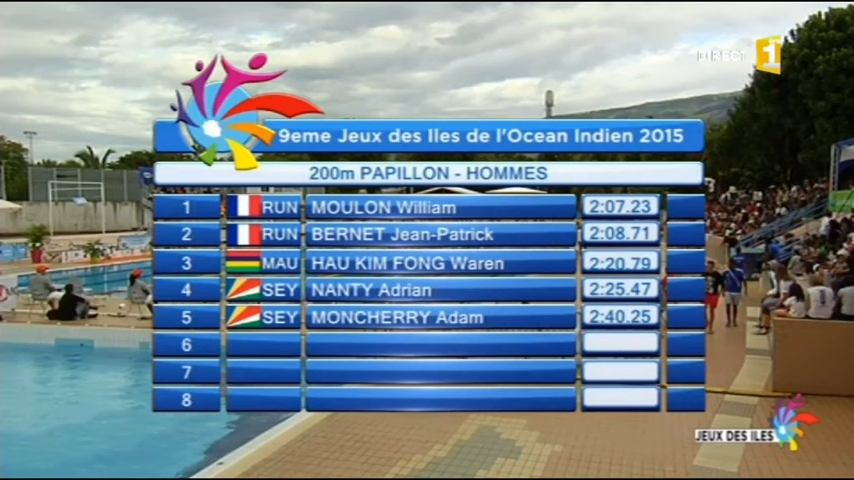 DIRECT 1ère
9eme Jeux des Iles de l'Ocean Indien 2015
200m PAPILLON - HOMMES
1 RUN MOULON William 2:07.23
2 RUN BERNET Jean-Patrick 2:08.71
3 MAU HAU KIM FONG Waren 2:20.79
4 SEY NANTY Adrian 2:25.47
5 SEY MONCHERRY Adam 2:40.25
6
7
8
JEUX DES ILES